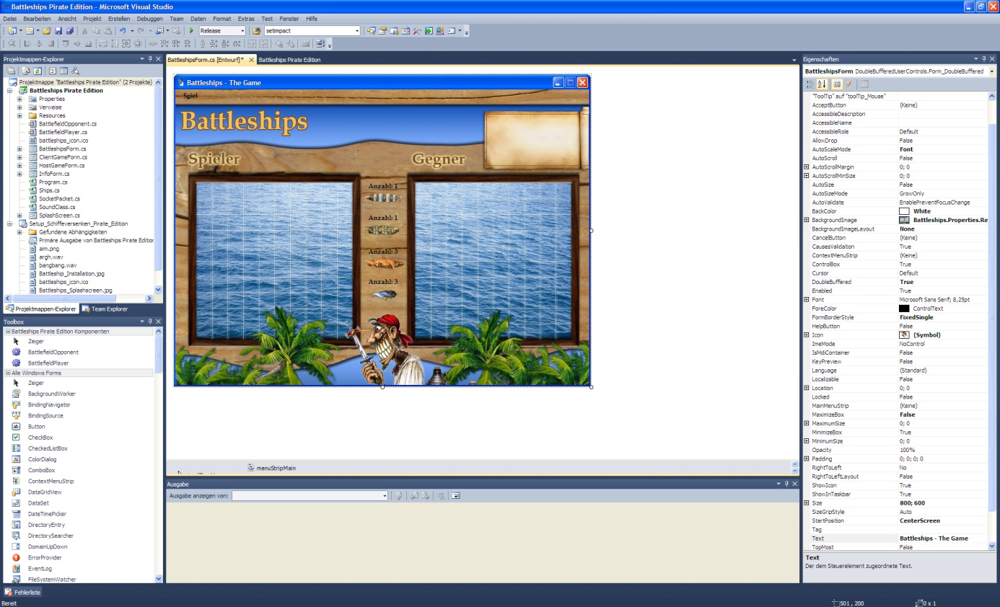 Battleships Pirate Edition - Microsoft Visual Studio
Datei Bearbeiten Ansicht Projekt Erstellen Debuggen Team Daten Format Extras Test Fenster Hilfe
Release setimpact
Projektmappen-Explorer
Projektmappe "Battleships Pirate Edition" (2 Projekte)
Battleships Pirate Edition
Properties
Verweise
Resources
BattlefieldOpponent.cs
BattlefieldPlayer.cs
battleships_icon.ico
BattleshipsForm.cs
ClientGameForm.cs
HostGameForm.cs
InfoForm.cs
Program.cs
Ships.cs
SocketPacket.cs
SoundClass.cs
SplashScreen.cs
Setup_Schiffeversenken_Pirate_Edition
Gefundene Abhängigkeiten
Primäre Ausgabe von Battleships Pirate Editior
aim.png
argh.wav
bangbang.wav
Battleship_Installation.jpg
battleships_icon.ico
Battleships_Splashscreen.jpg
Projektmappen-Explorer Team Explorer
Toolbox
Battleships Pirate Edition Komponenten
Zeiger
BattlefieldOpponent
BattlefieldPlayer
Alle Windows Forms
Zeiger
BackgroundWorker
BindingNavigator
BindingSource
Button
CheckBox
CheckedListBox
ColorDialog
ComboBox
ContextMenuStrip
DataGridView
DataSet
DateTimePicker
DirectoryEntry
DirectorySearcher
DomainUpDown
ErrorProvider
EventLog
FileSystemWatcher
BattleshipsForm.cs [Entwurf]* Battleships Pirate Edition
Battleships - The Game
Spiel
Battleships
Spieler Gegner
Anzahl: 1
Anzahl: 1
Anzahl: 3
Anzahl: 3
menuStripMain
Ausgabe
Ausgabe anzeigen von:
Eigenschaften
BattleshipsForm DoubleBufferedUserControls.Form_DoubleBuffered
"ToolTip" auf "toolTip_Mouse"
AcceptButton (Keine)
AccessibleDescription
AccessibleName
AccessibleRole Default
AllowDrop False
AutoScaleMode Font
AutoScroll False
AutoScrollMargin 0; 0
AutoScrollMinSize 0; 0
AutoSize False
AutoSizeMode GrowOnly
AutoValidate EnablePreventFocusChange
BackColor White
BackgroundImage Battleships.Properties.Re
BackgroundImageLayout None
CancelButton (Keine)
CausesValidation True
ContextMenuStrip (Keine)
ControlBox True
Cursor Default
DoubleBuffered True
Enabled True
Font Microsoft Sans Serif; 8,25pt
ForeColor ControlText
FormBorderStyle FixedSingle
HelpButton False
Icon (Symbol)
ImeMode NoControl
IsMdiContainer False
KeyPreview False
Language (Standard)
Localizable False
Location 0; 0
Locked False
MainMenuStrip (Keine)
MaximizeBox False
MaximumSize 0; 0
MinimizeBox True
MinimumSize 0; 0
Opacity 100%
Padding 0; 0; 0; 0
RightToLeft No
RightToLeftLayout False
ShowIcon True
ShowInTaskbar True
Size 800; 600
SizeGripStyle Auto
StartPosition CenterScreen
Tag
Text Battleships - The Game
TopMost False
Text
Der dem Steuerelement zugeordnete Text.
Fehlerliste
Bereit 501 , 200 0 x 1